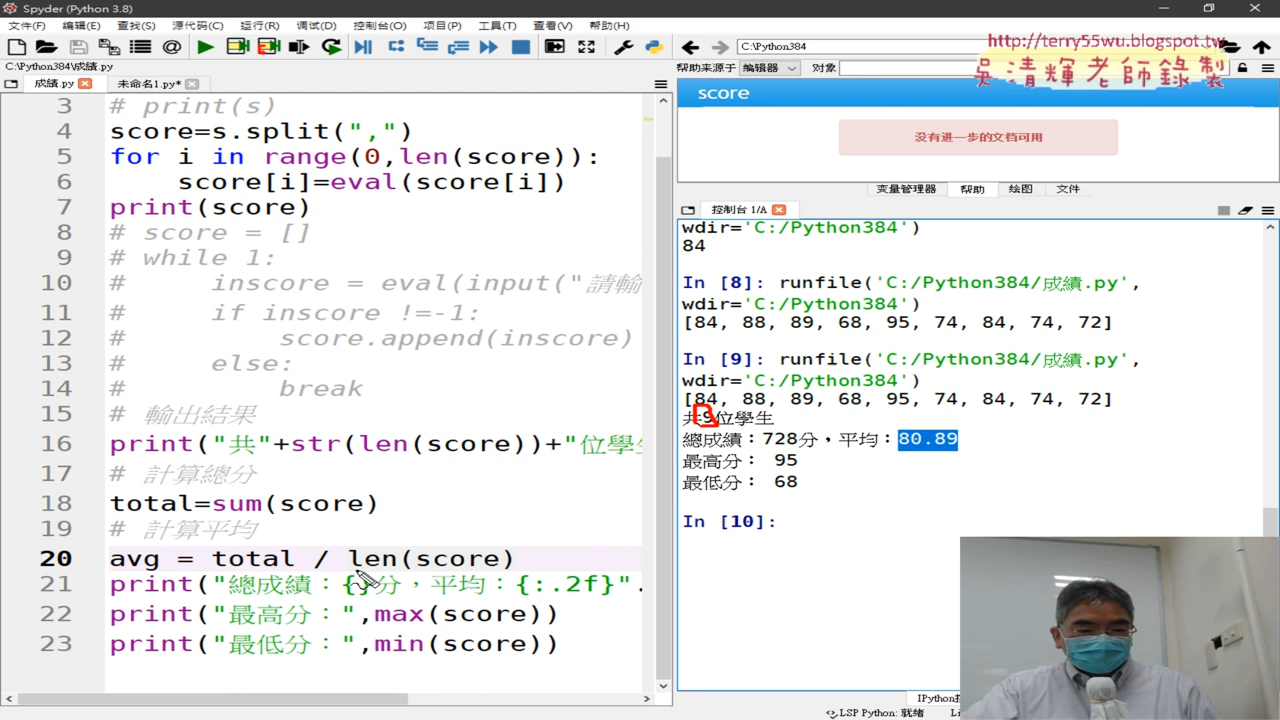 Spyder (Python 3.8)
文件(F) 编辑(E) 查找(S) 源代码(C) 运行(R) 调试(D) 控制台(O) 项目(P) 工具(T) 查看(V) 帮助(H)
C:\Python384
http://terry55wu.blogspot.tw
吳清輝老師錄製
C:\Python384\成績.py
帮助来源于 编辑器 对象
成績.py 未命名1.py*
3 # print(s)
4 score=s.split(",")
5 for i in range(0,len(score)):
6 score[i]=eval(score[i])
7 print(score)
8 # score = []
9 # while 1:
10 # inscore = eval(input("請輸
11 # if inscore !=-1:
12 # score.append(inscore)
13 # else:
14 # break
15 # 輸出結果
16 print("共"+str(len(score))+"位學生
17 # 計算總分
18 total=sum(score)
19 # 計算平均
20 avg = total / len(score)
21 print("總成績：{}分，平均：{:.2f}".
22 print("最高分：",max(score))
23 print("最低分：",min(score))
score
没有进一步的文档可用
变量管理器 帮助 绘图 文件
控制台 1/A
wdir='C:/Python384')
84
In [8]: runfile('C:/Python384/成績.py',
wdir='C:/Python384')
[84, 88, 89, 68, 95, 74, 84, 74, 72]
In [9]: runfile('C:/Python384/成績.py',
wdir='C:/Python384')
[84, 88, 89, 68, 95, 74, 84, 74, 72]
共9位學生
總成績：728分，平均：80.89
最高分： 95
最低分： 68
In [10]:
LSP Python: 就绪